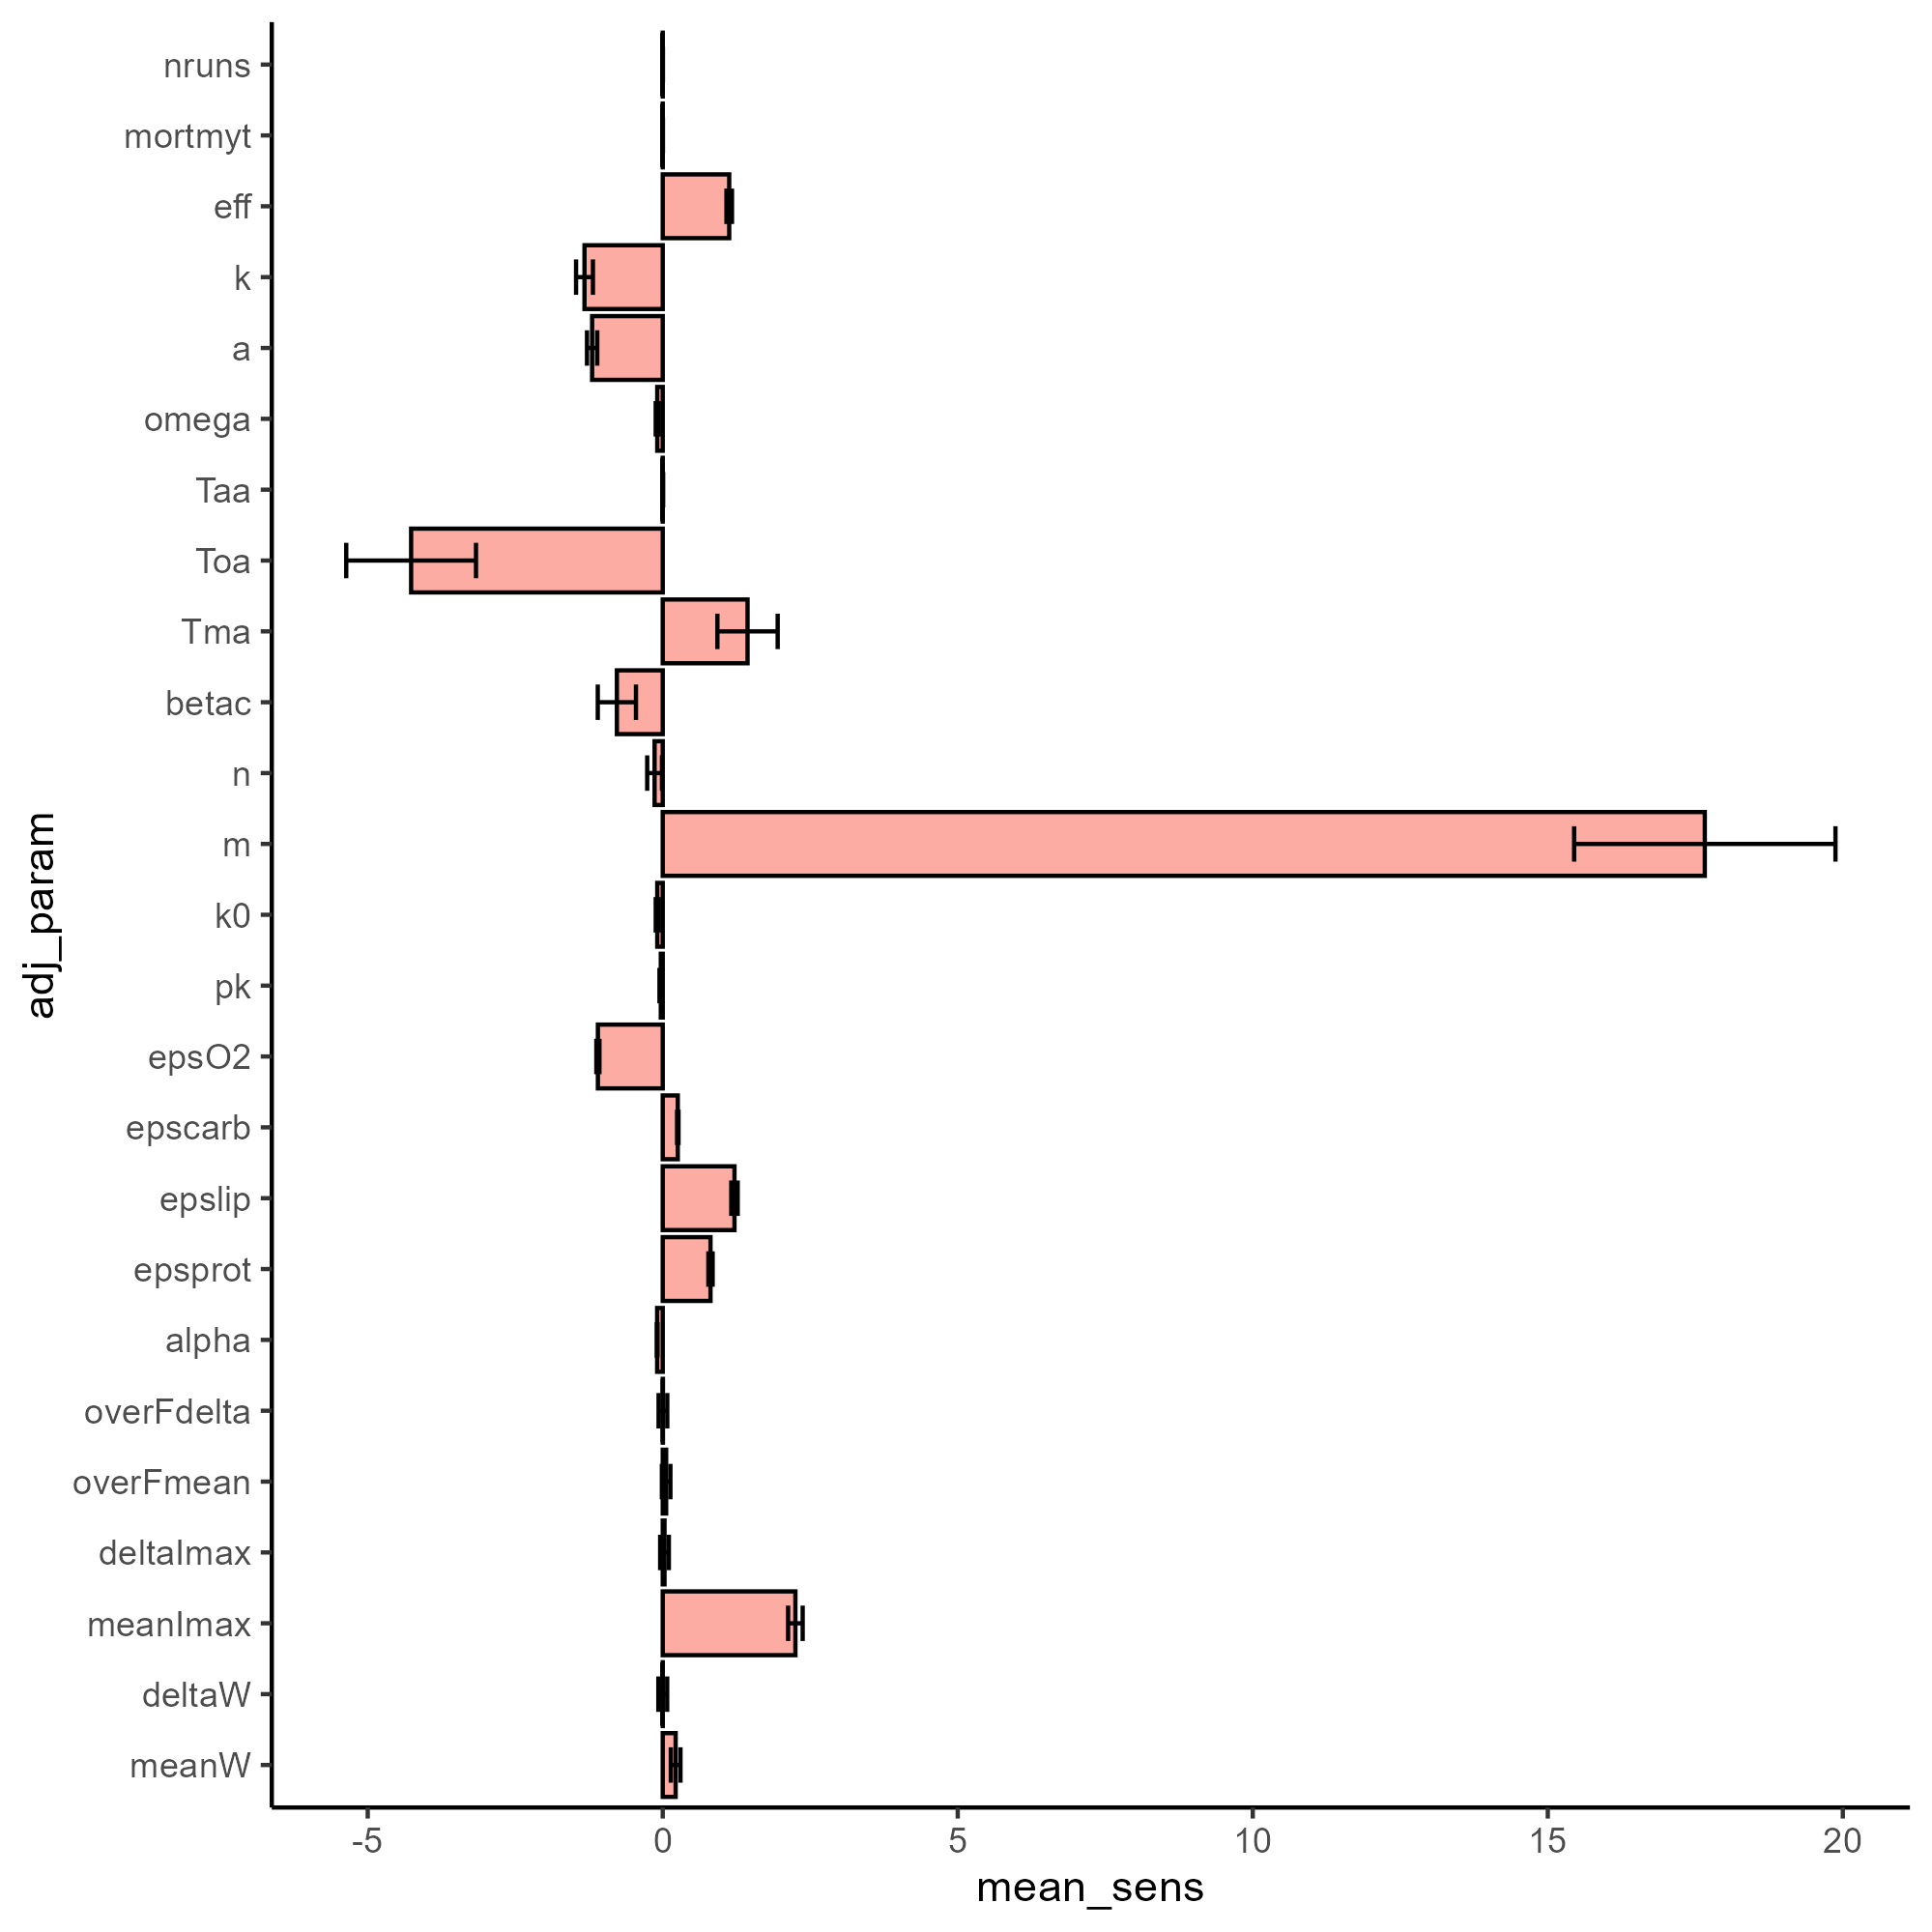 nruns
mortmyt
eff
k
a
omega
Taa
Toa
Tma
betac
n
m
k0
pk
epsO2
epscarb
epslip
epsprot
alpha
overFdelta
overFmean
deltaImax
meanImax
deltaW
meanW
adj_param
-5 0 5 10 15 20
mean_sens